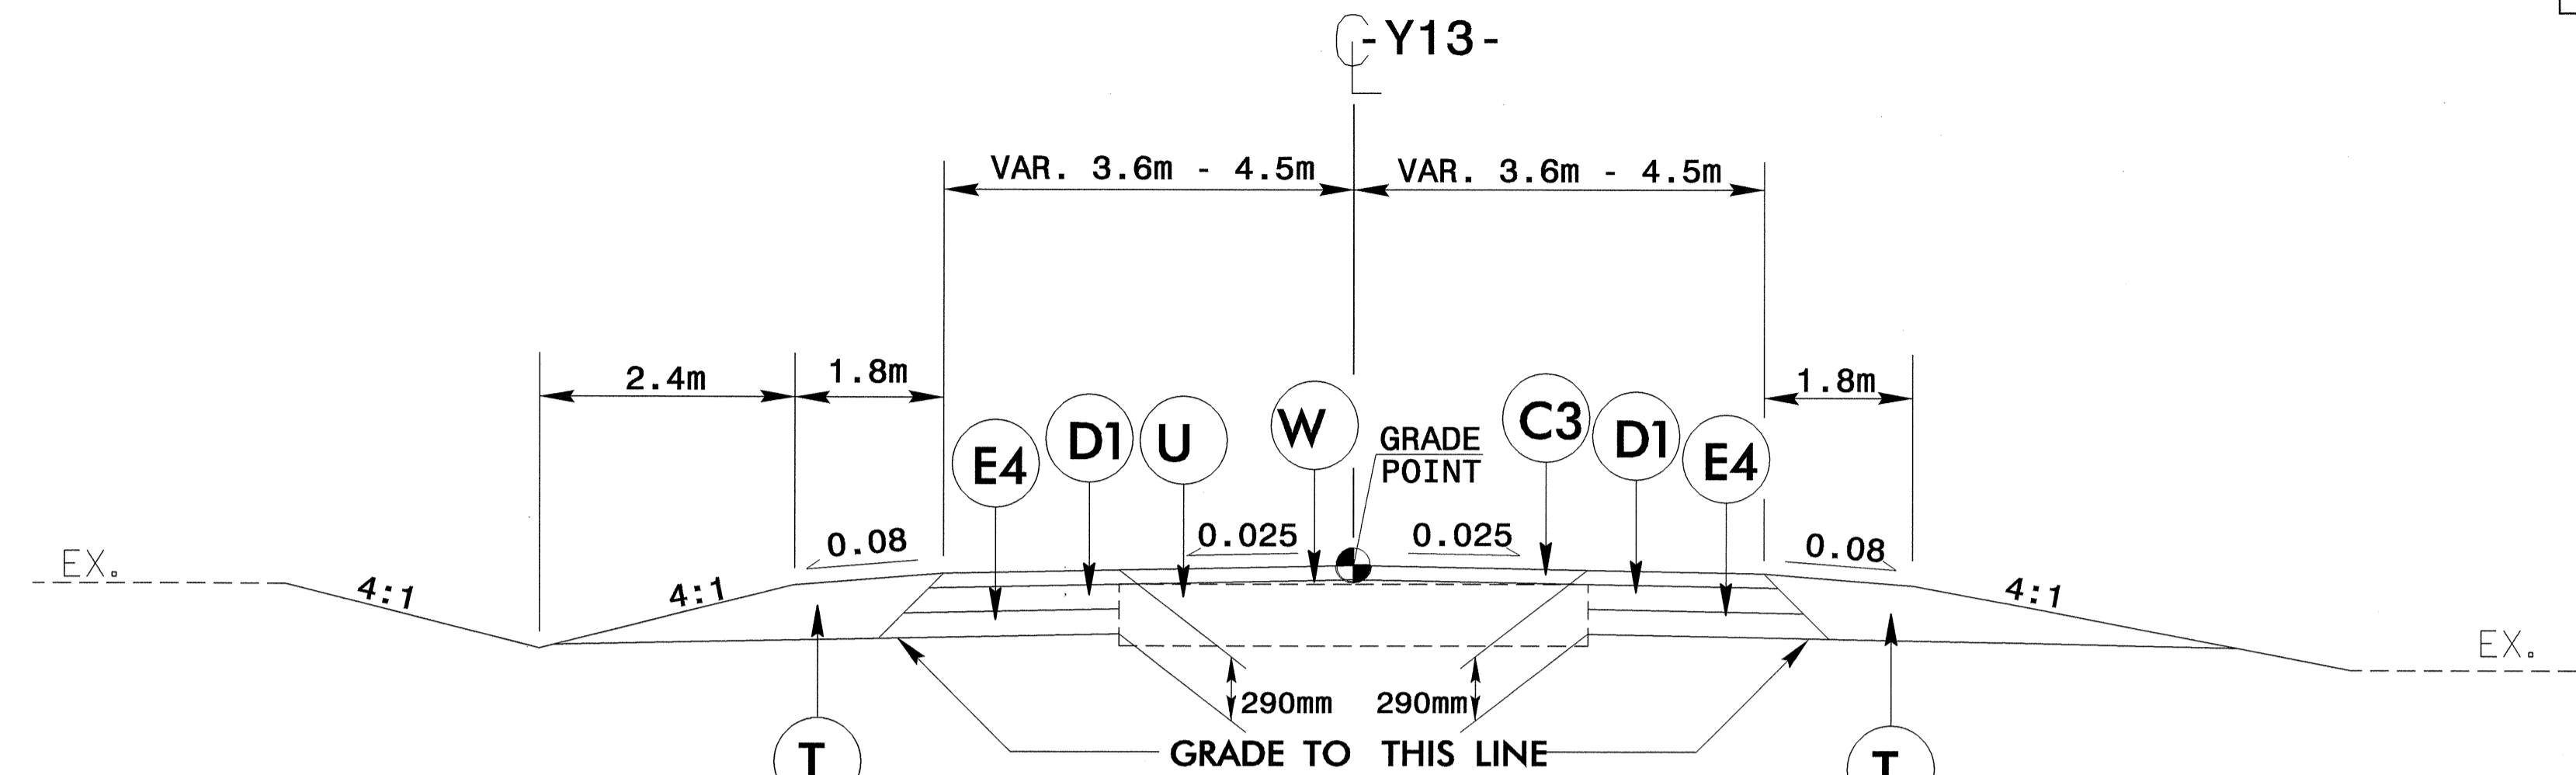 CL -Y13-
VAR. 3.6m - 4.5m
VAR. 3.6m - 4.5m
2.4m
1.8m
1.8m
E4
D1
U
W
GRADE
POINT
C3
D1
E4
0.08
0.025
0.025
0.08
EX.
4:1
4:1
4:1
EX.
290mm
290mm
GRADE TO THIS LINE
T
T